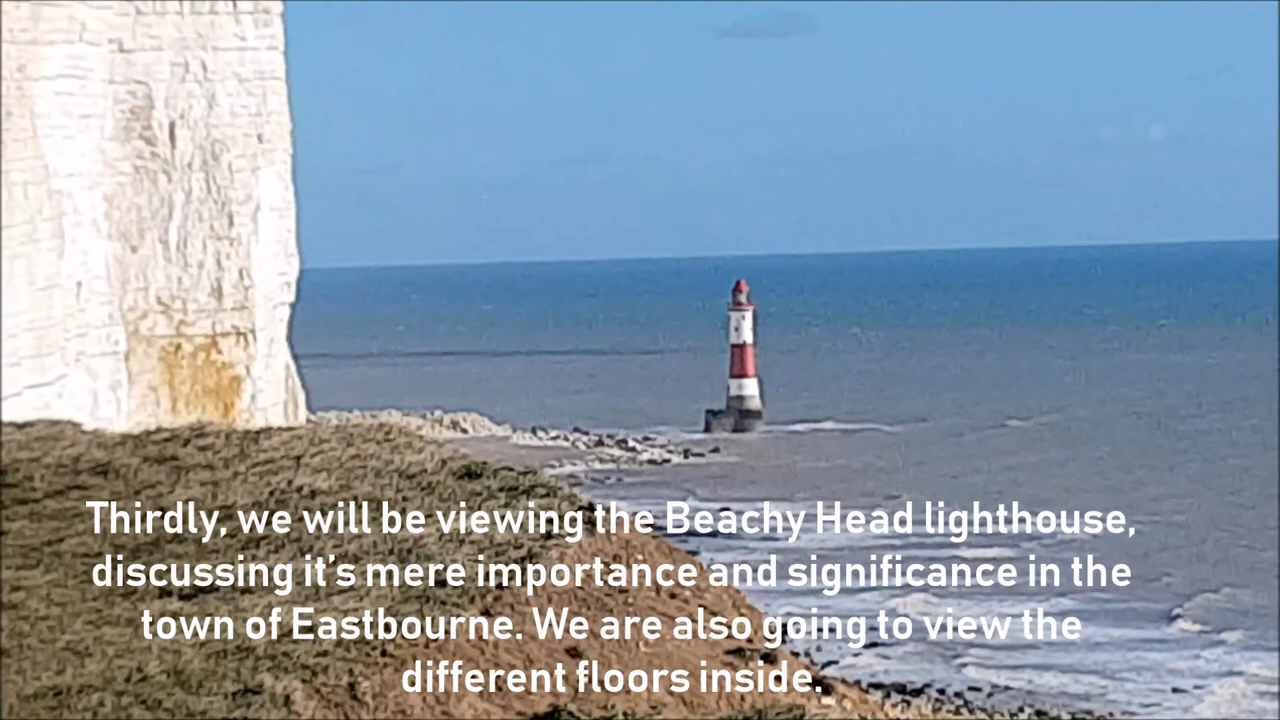 Thirdly, we will be viewing the Beachy Head lighthouse,
discussing it's mere importance and significance in the
town of Eastbourne. We are also going to view the
different floors inside.